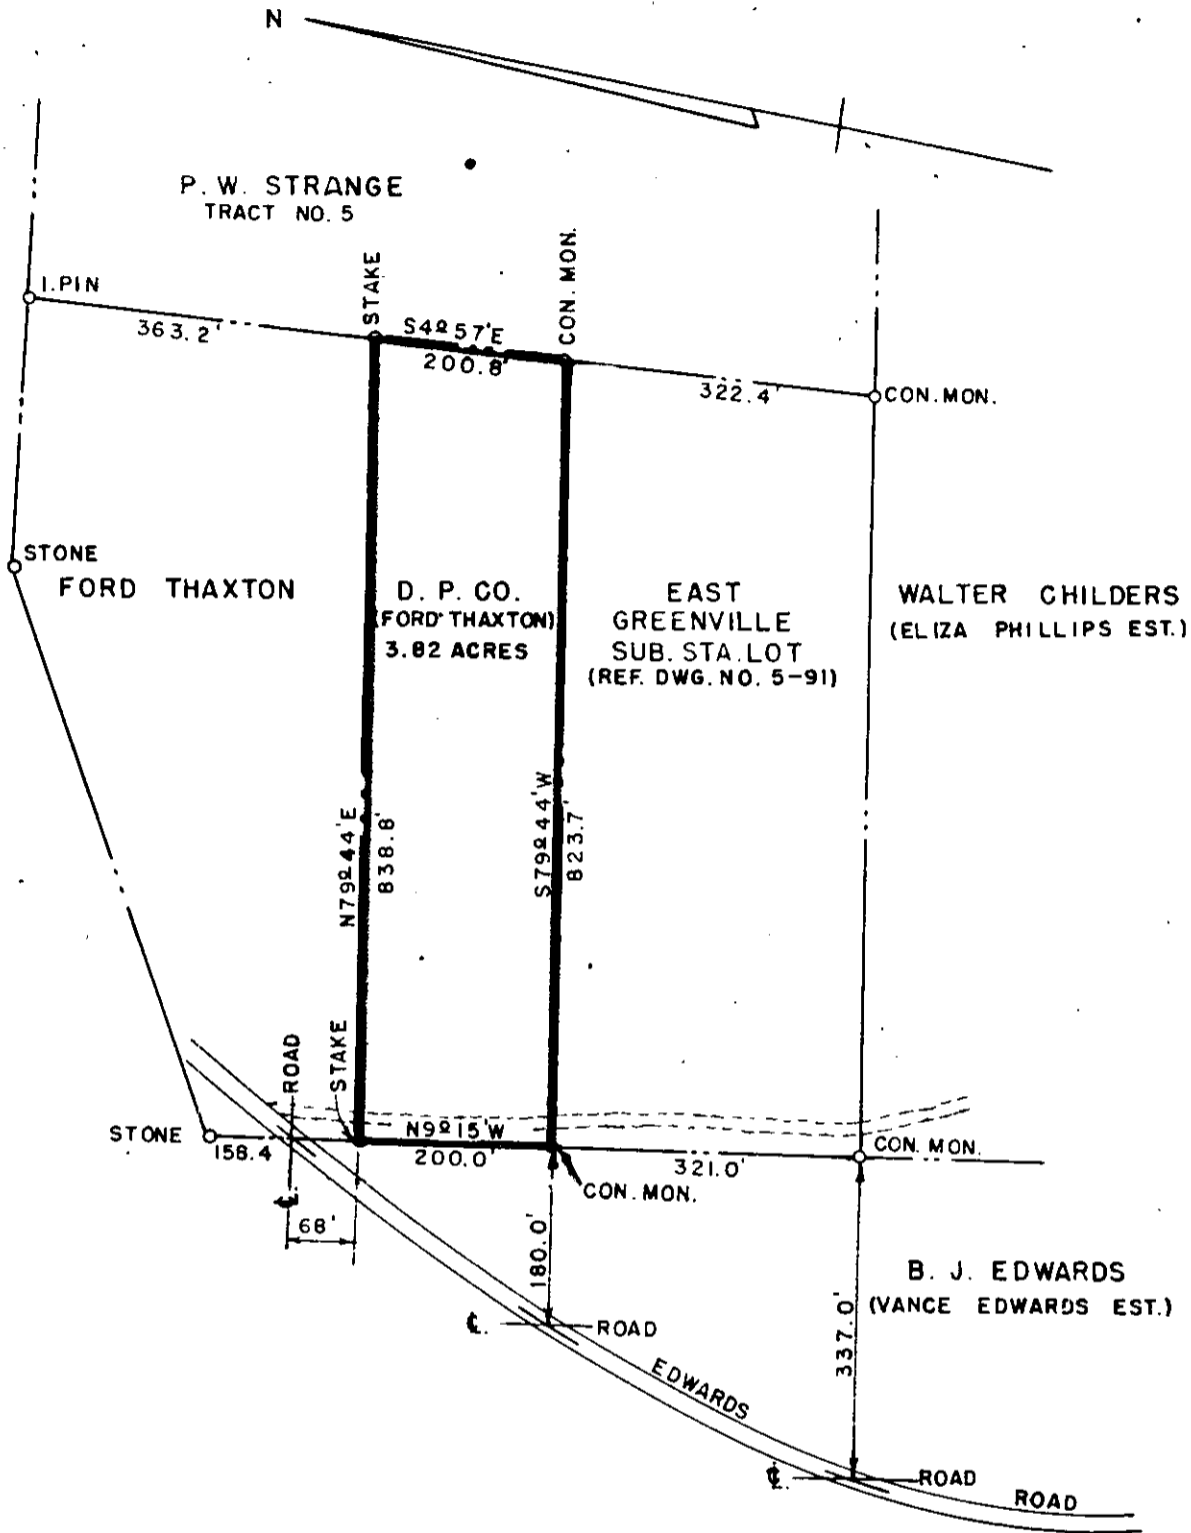 N
P. W. STRANGE
TRACT NO. 5
I. PIN
STAKE
CON. MON.
363.2'
S4º57'E
200.8'
322.4'
CON. MON.
STONE
FORD THAXTON
D. P. CO.
(FORD THAXTON)
3.82 ACRES
EAST
GREENVILLE
SUB. STA. LOT
(REF. DWG. NO. 5-91)
WALTER CHILDERS
(ELIZA PHILLIPS EST.)
N79º44'E
838.8'
S79º44'W
823.7'
ROAD
STAKE
STONE
158.4
N9º15'W
200.0'
321.0'
CON. MON.
CON. MON.
℄.
68'
180.0'
B. J. EDWARDS
(VANCE EDWARDS EST.)
337.0'
℄.
ROAD
EDWARDS
℄.
ROAD
ROAD